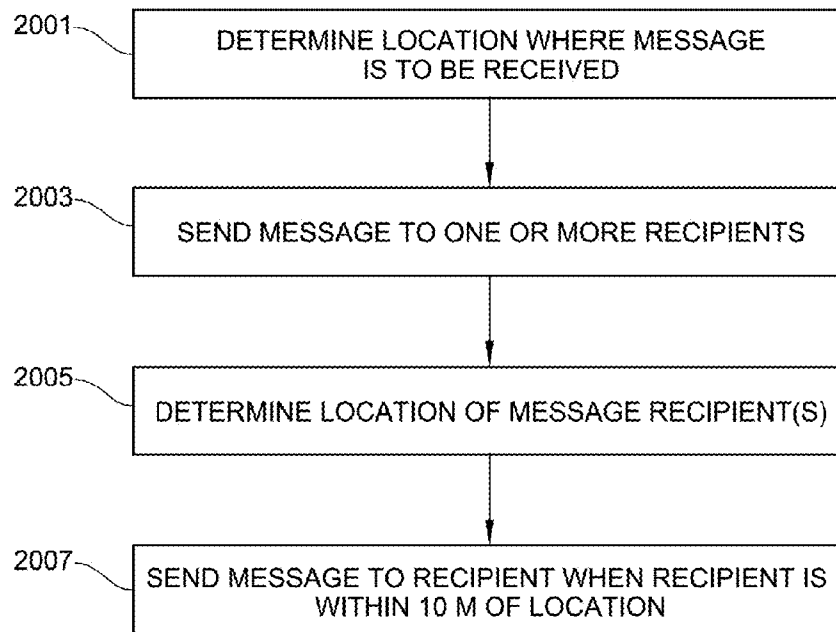 2001
DETERMINE LOCATION WHERE MESSAGE
IS TO BE RECEIVED
2003
SEND MESSAGE TO ONE OR MORE RECIPIENTS
2005
DETERMINE LOCATION OF MESSAGE RECIPIENT(S)
2007
SEND MESSAGE TO RECIPIENT WHEN RECIPIENT IS
WITHIN 10 M OF LOCATION